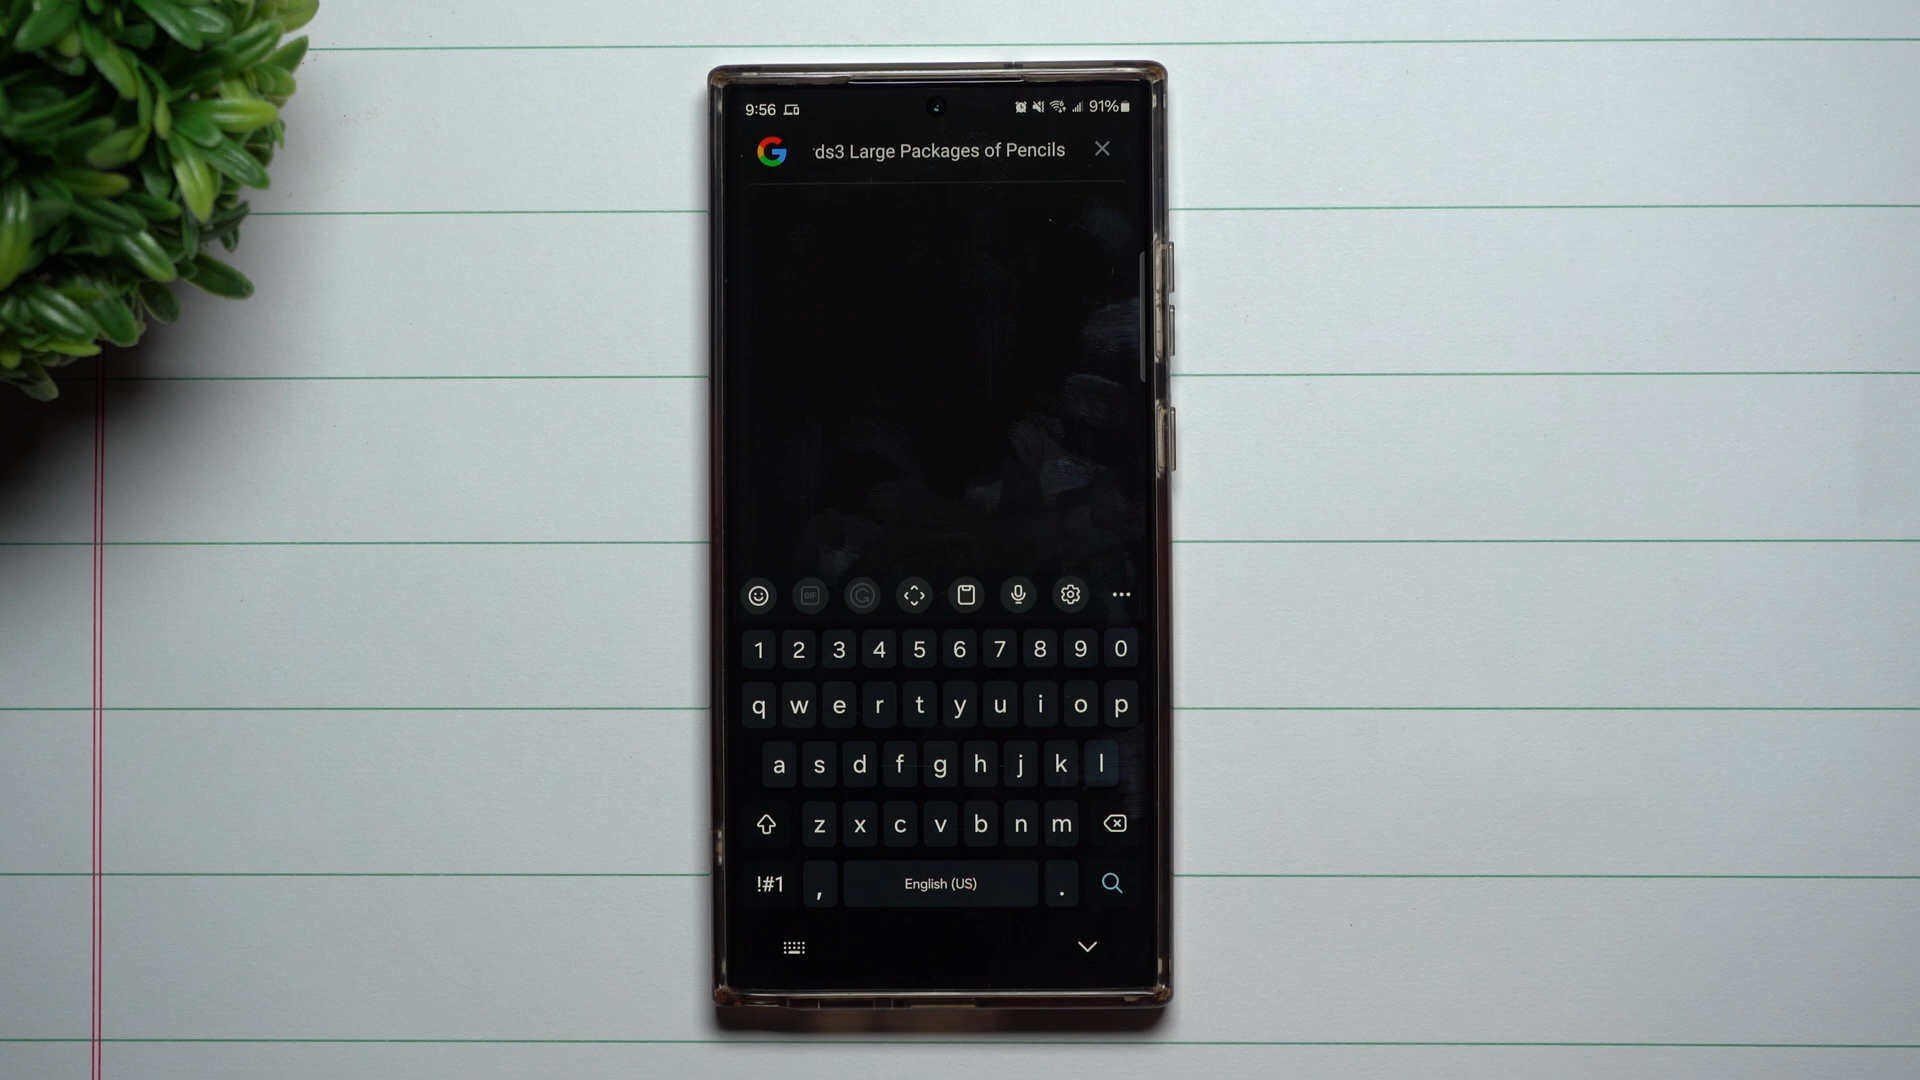 9:56 91%
ds3 Large Packages of Pencils
GIF
1 2 3 4 5 6 7 8 9 0
q w e r t y u i o p
a s d f g h j k l
z x c v b n m
!#1 , English (US) .